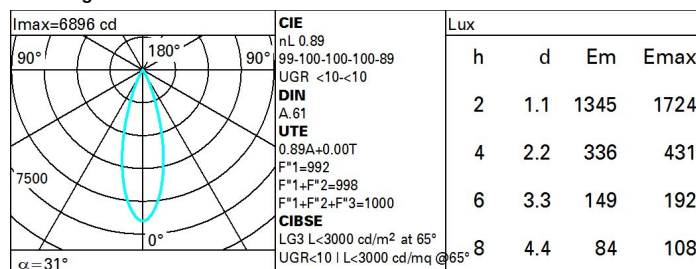 Imax=6896 cd
90°
180°
90°
7500
0°
α=31°
CIE
nL 0.89
99-100-100-100-89
UGR <10-<10
DIN
A.61
UTE
0.89A+0.00T
F"1=992
F"1+F"2=998
F"1+F"2+F"3=1000
CIBSE
LG3 L<3000 cd/m² at 65°
UGR<10 | L<3000 cd/mq @65°
Lux
h d Em Emax
2 1.1 1345 1724
4 2.2 336 431
6 3.3 149 192
8 4.4 84 108